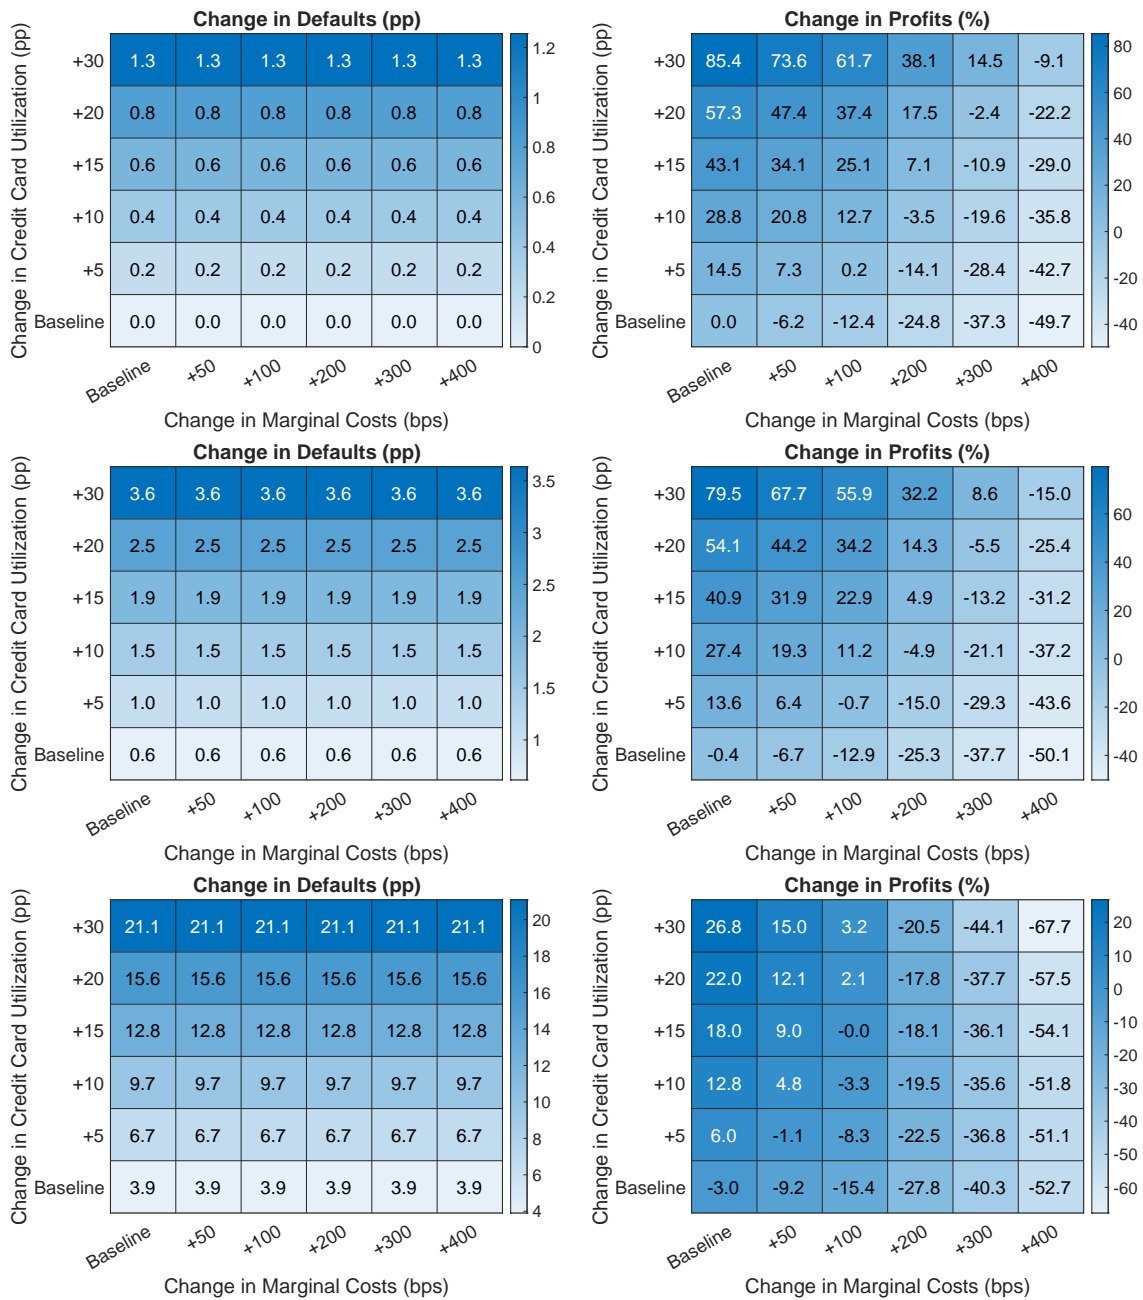 Change in Defaults (pp)
Change in Credit Card Utilization (pp)
+30 1.3 1.3 1.3 1.3 1.3 1.3
+20 0.8 0.8 0.8 0.8 0.8 0.8
+15 0.6 0.6 0.6 0.6 0.6 0.6
+10 0.4 0.4 0.4 0.4 0.4 0.4
+5 0.2 0.2 0.2 0.2 0.2 0.2
Baseline 0.0 0.0 0.0 0.0 0.0 0.0
Baseline +50 +100 +200 +300 +400
Change in Marginal Costs (bps)
1.2
1
0.8
0.6
0.4
0.2
0
Change in Profits (%)
Change in Credit Card Utilization (pp)
+30 85.4 73.6 61.7 38.1 14.5 -9.1
+20 57.3 47.4 37.4 17.5 -2.4 -22.2
+15 43.1 34.1 25.1 7.1 -10.9 -29.0
+10 28.8 20.8 12.7 -3.5 -19.6 -35.8
+5 14.5 7.3 0.2 -14.1 -28.4 -42.7
Baseline 0.0 -6.2 -12.4 -24.8 -37.3 -49.7
Baseline +50 +100 +200 +300 +400
Change in Marginal Costs (bps)
80
60
40
20
0
-20
-40
Change in Defaults (pp)
Change in Credit Card Utilization (pp)
+30 3.6 3.6 3.6 3.6 3.6 3.6
+20 2.5 2.5 2.5 2.5 2.5 2.5
+15 1.9 1.9 1.9 1.9 1.9 1.9
+10 1.5 1.5 1.5 1.5 1.5 1.5
+5 1.0 1.0 1.0 1.0 1.0 1.0
Baseline 0.6 0.6 0.6 0.6 0.6 0.6
Baseline +50 +100 +200 +300 +400
Change in Marginal Costs (bps)
3.5
3
2.5
2
1.5
1
Change in Profits (%)
Change in Credit Card Utilization (pp)
+30 79.5 67.7 55.9 32.2 8.6 -15.0
+20 54.1 44.2 34.2 14.3 -5.5 -25.4
+15 40.9 31.9 22.9 4.9 -13.2 -31.2
+10 27.4 19.3 11.2 -4.9 -21.1 -37.2
+5 13.6 6.4 -0.7 -15.0 -29.3 -43.6
Baseline -0.4 -6.7 -12.9 -25.3 -37.7 -50.1
Baseline +50 +100 +200 +300 +400
Change in Marginal Costs (bps)
60
40
20
0
-20
-40
Change in Defaults (pp)
Change in Credit Card Utilization (pp)
+30 21.1 21.1 21.1 21.1 21.1 21.1
+20 15.6 15.6 15.6 15.6 15.6 15.6
+15 12.8 12.8 12.8 12.8 12.8 12.8
+10 9.7 9.7 9.7 9.7 9.7 9.7
+5 6.7 6.7 6.7 6.7 6.7 6.7
Baseline 3.9 3.9 3.9 3.9 3.9 3.9
Baseline +50 +100 +200 +300 +400
Change in Marginal Costs (bps)
20
18
16
14
12
10
8
6
4
Change in Profits (%)
Change in Credit Card Utilization (pp)
+30 26.8 15.0 3.2 -20.5 -44.1 -67.7
+20 22.0 12.1 2.1 -17.8 -37.7 -57.5
+15 18.0 9.0 -0.0 -18.1 -36.1 -54.1
+10 12.8 4.8 -3.3 -19.5 -35.6 -51.8
+5 6.0 -1.1 -8.3 -22.5 -36.8 -51.1
Baseline -3.0 -9.2 -15.4 -27.8 -40.3 -52.7
Baseline +50 +100 +200 +300 +400
Change in Marginal Costs (bps)
20
10
0
-10
-20
-30
-40
-50
-60